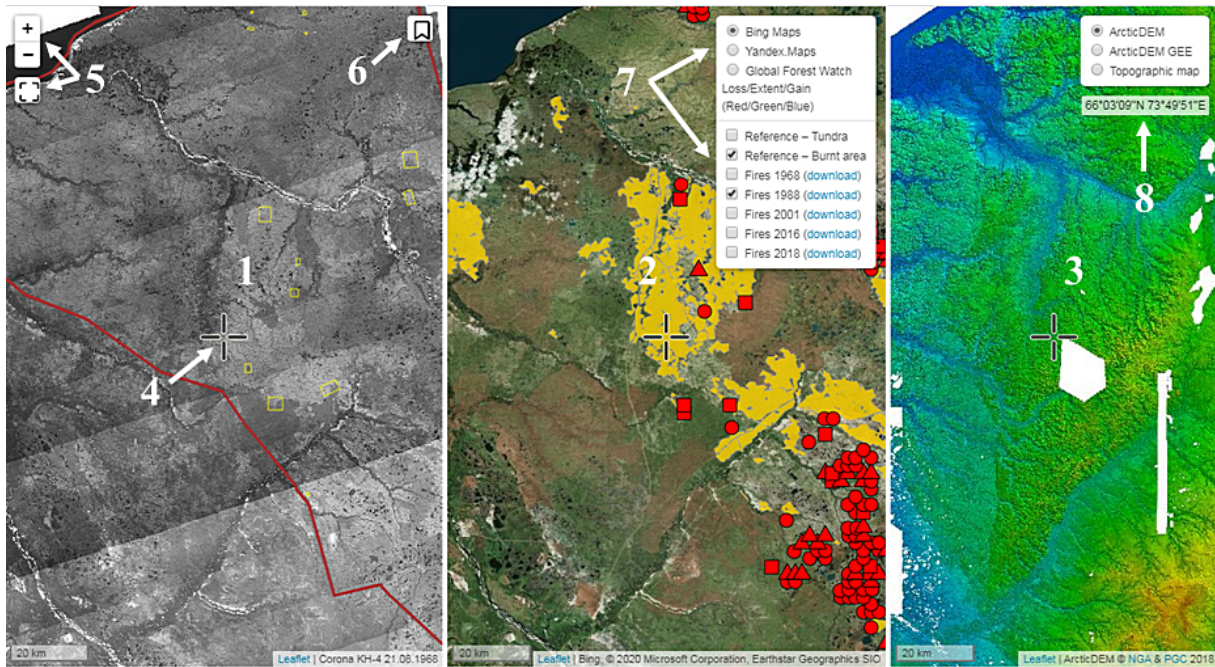 +
−
5
6
1
4
20 km
Leaflet | Corona KH-4 21.08.1968
7
Bing Maps
Yandex.Maps
Global Forest Watch
Loss/Extent/Gain
(Red/Green/Blue)
Reference – Tundra
Reference – Burnt area
Fires 1968 (download)
Fires 1988 (download)
Fires 2001 (download)
Fires 2016 (download)
Fires 2018 (download)
2
20 km
Leaflet | Bing, © 2020 Microsoft Corporation, Earthstar Geographics SIO
ArcticDEM
ArcticDEM GEE
Topographic map
66°03'09"N 73°49'51"E
8
3
20 km
Leaflet | ArcticDEM © NGA & PGC 2018